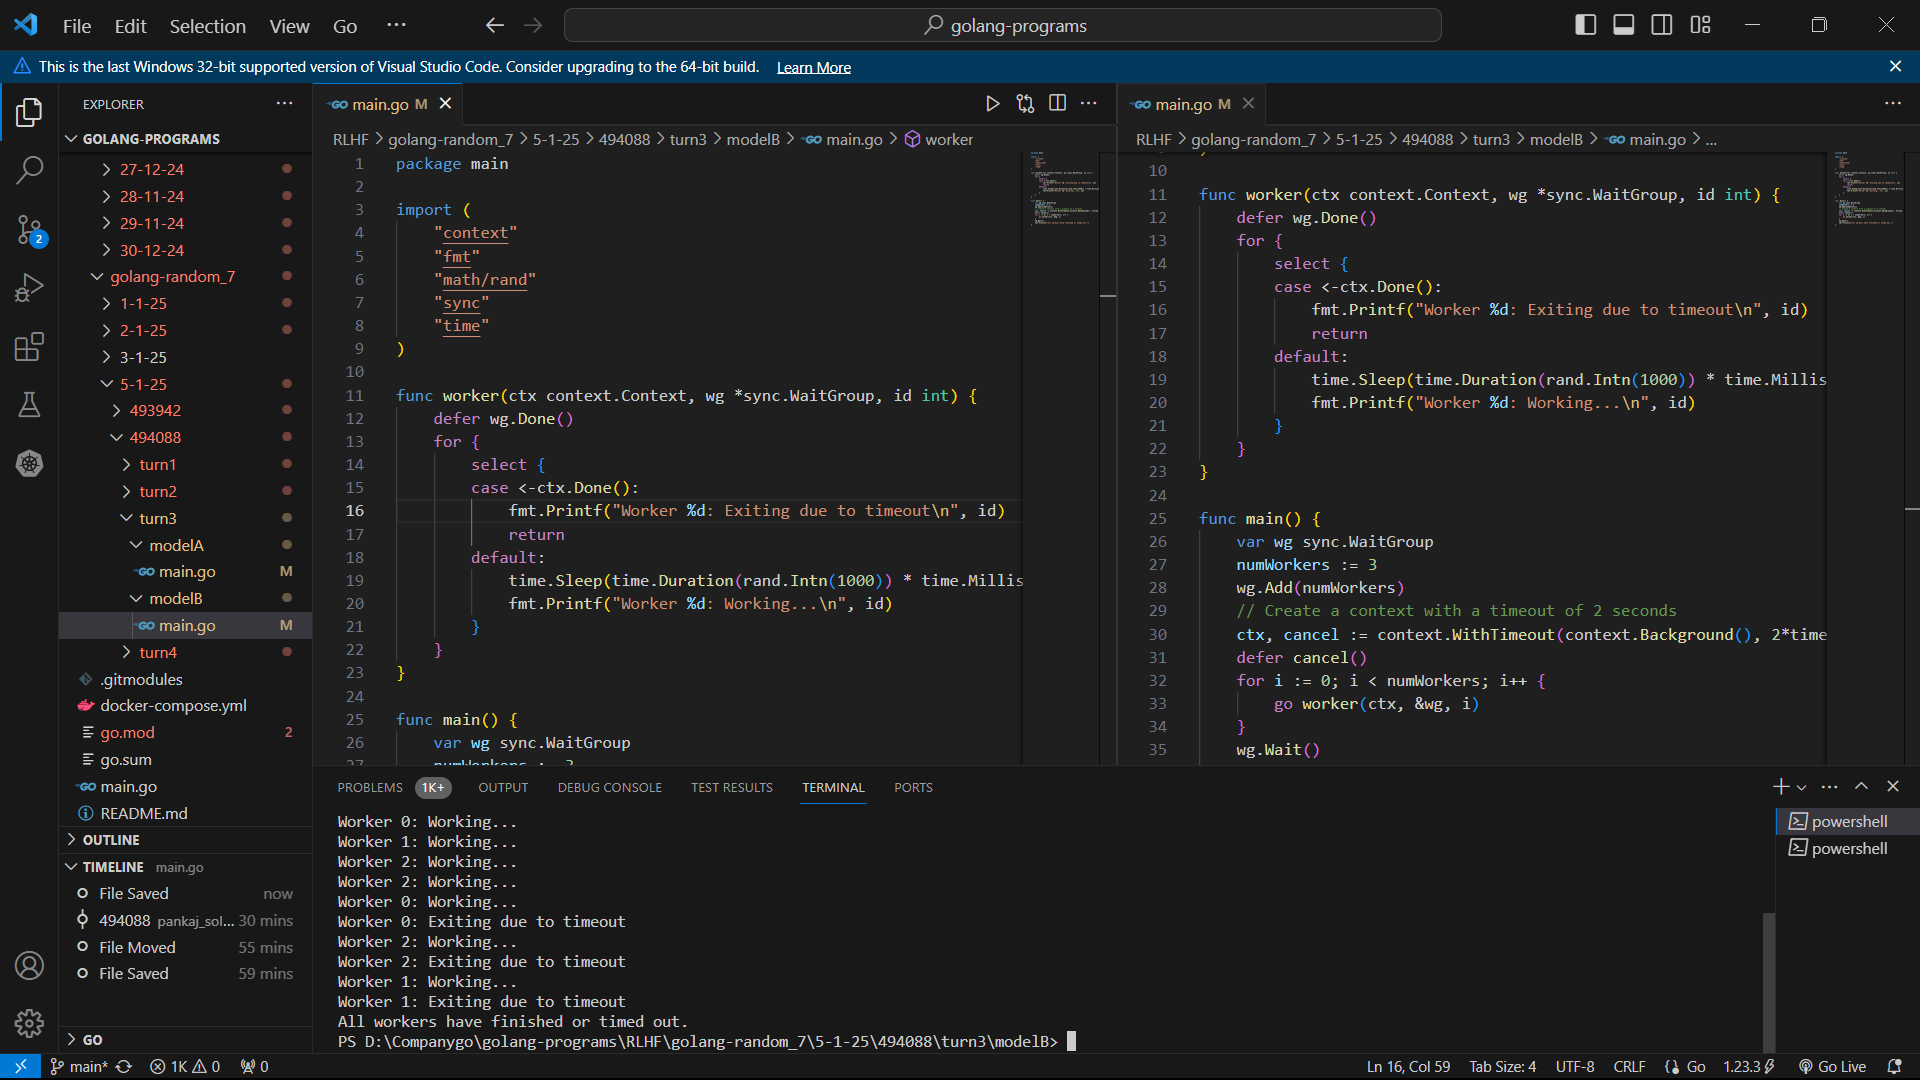 File Edit Selection View Go ···
golang-programs
This is the last Windows 32-bit supported version of Visual Studio Code. Consider upgrading to the 64-bit build. Learn More
EXPLORER
GOLANG-PROGRAMS
27-12-24
28-11-24
29-11-24
30-12-24
golang-random_7
1-1-25
2-1-25
3-1-25
5-1-25
493942
494088
turn1
turn2
turn3
modelA
main.go M
modelB
main.go M
turn4
.gitmodules
docker-compose.yml
go.mod 2
go.sum
main.go
README.md
OUTLINE
TIMELINE main.go
File Saved now
494088 pankaj_sol... 30 mins
File Moved 55 mins
File Saved 59 mins
GO
2
main.go M
RLHF > golang-random_7 > 5-1-25 > 494088 > turn3 > modelB > main.go > worker
1 package main
2
3 import (
4 "context"
5 "fmt"
6 "math/rand"
7 "sync"
8 "time"
9 )
10
11 func worker(ctx context.Context, wg *sync.WaitGroup, id int) {
12 defer wg.Done()
13 for {
14 select {
15 case <-ctx.Done():
16 fmt.Printf("Worker %d: Exiting due to timeout\n", id)
17 return
18 default:
19 time.Sleep(time.Duration(rand.Intn(1000)) * time.Millis
20 fmt.Printf("Worker %d: Working...\n", id)
21 }
22 }
23 }
24
25 func main() {
26 var wg sync.WaitGroup
main.go M
RLHF > golang-random_7 > 5-1-25 > 494088 > turn3 > modelB > main.go > ...
10
11 func worker(ctx context.Context, wg *sync.WaitGroup, id int) {
12 defer wg.Done()
13 for {
14 select {
15 case <-ctx.Done():
16 fmt.Printf("Worker %d: Exiting due to timeout\n", id)
17 return
18 default:
19 time.Sleep(time.Duration(rand.Intn(1000)) * time.Millis
20 fmt.Printf("Worker %d: Working...\n", id)
21 }
22 }
23 }
24
25 func main() {
26 var wg sync.WaitGroup
27 numWorkers := 3
28 wg.Add(numWorkers)
29 // Create a context with a timeout of 2 seconds
30 ctx, cancel := context.WithTimeout(context.Background(), 2*time
31 defer cancel()
32 for i := 0; i < numWorkers; i++ {
33 go worker(ctx, &wg, i)
34 }
35 wg.Wait()
PROBLEMS 1K+ OUTPUT DEBUG CONSOLE TEST RESULTS TERMINAL PORTS
Worker 0: Working...
Worker 1: Working...
Worker 2: Working...
Worker 2: Working...
Worker 0: Working...
Worker 0: Exiting due to timeout
Worker 2: Working...
Worker 2: Exiting due to timeout
Worker 1: Working...
Worker 1: Exiting due to timeout
All workers have finished or timed out.
PS D:\Companygo\golang-programs\RLHF\golang-random_7\5-1-25\494088\turn3\modelB>
powershell
powershell
main* 1K 0 0 Ln 16, Col 59 Tab Size: 4 UTF-8 CRLF Go 1.23.3 Go Live